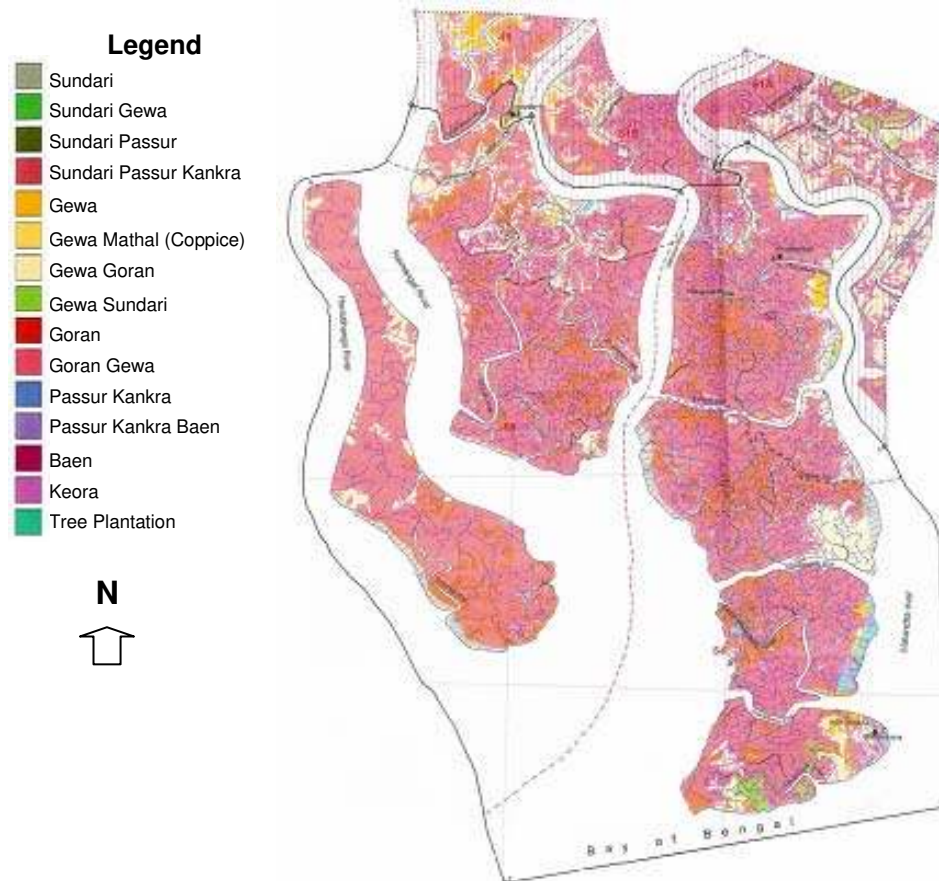 Legend
Sundari
Sundari Gewa
Sundari Passur
Sundari Passur Kankra
Gewa
Gewa Mathal (Coppice)
Gewa Goran
Gewa Sundari
Goran
Goran Gewa
Passur Kankra
Passur Kankra Baen
Baen
Keora
Tree Plantation
N
Bay of Bengal